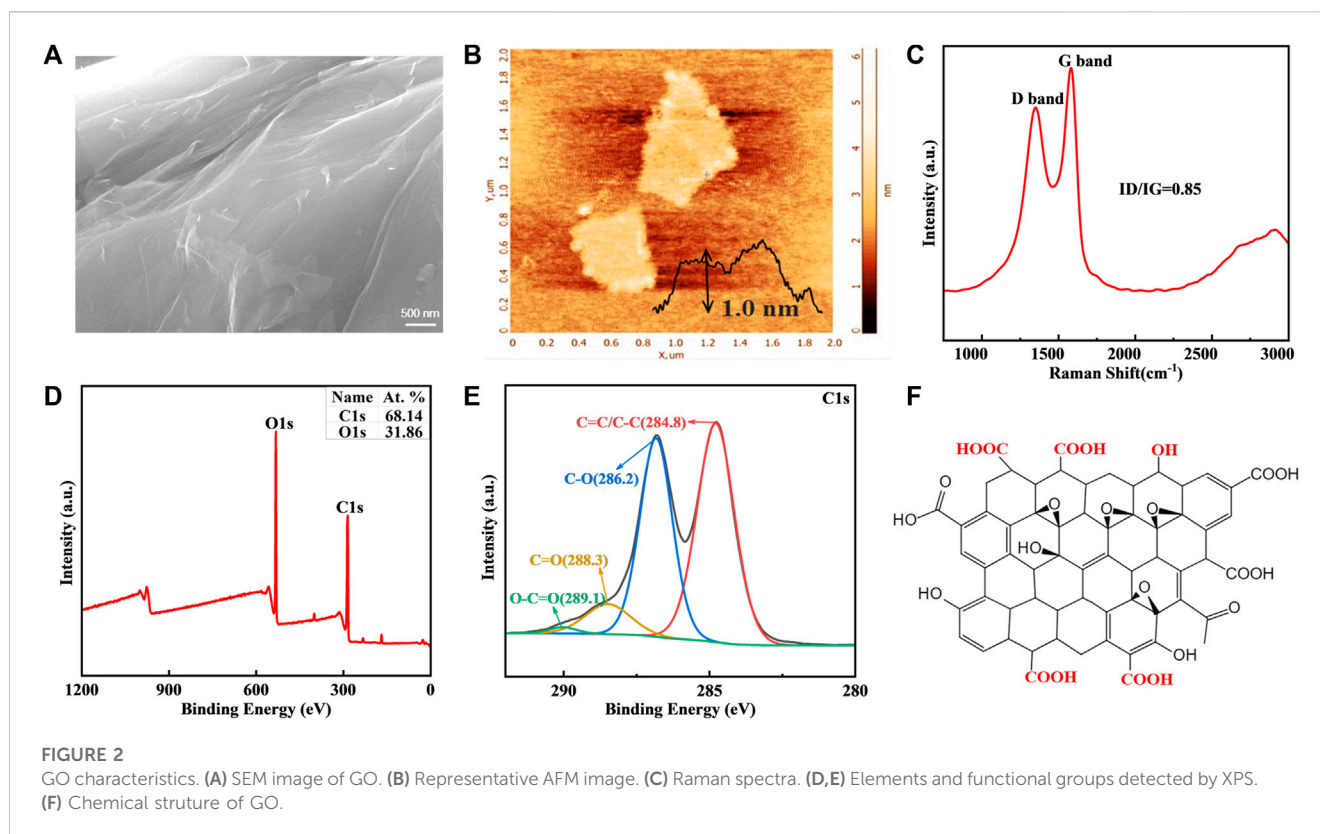 A
500 nm
B
2.0
1.8
1.6
1.4
1.2
1.0
0.8
0.6
0.4
0.2
0
Y, um
0 0.2 0.4 0.6 0.8 1.0 1.2 1.4 1.6 1.8 2.0
X, um
1.0 nm
6
5
4
3
2
1
0
nm
C
G band
D band
ID/IG=0.85
Intensity (a.u.)
1000 1500 2000 2500 3000
Raman Shift(cm-1)
D
Name At. %
C1s 68.14
O1s 31.86
O1s
C1s
Intensity (a.u.)
1200 900 600 300 0
Binding Energy (eV)
E
C1s
C=C/C-C(284.8)
C-O(286.2)
C=O(288.3)
O-C=O(289.1)
Intensity (a.u.)
290 285 280
Binding Energy (eV)
F
HOOC COOH OH
COOH
O
HO
O O O
HO
COOH
O
HO
O
OH
COOH COOH
FIGURE 2
GO characteristics. (A) SEM image of GO. (B) Representative AFM image. (C) Raman spectra. (D,E) Elements and functional groups detected by XPS.
(F) Chemical struture of GO.